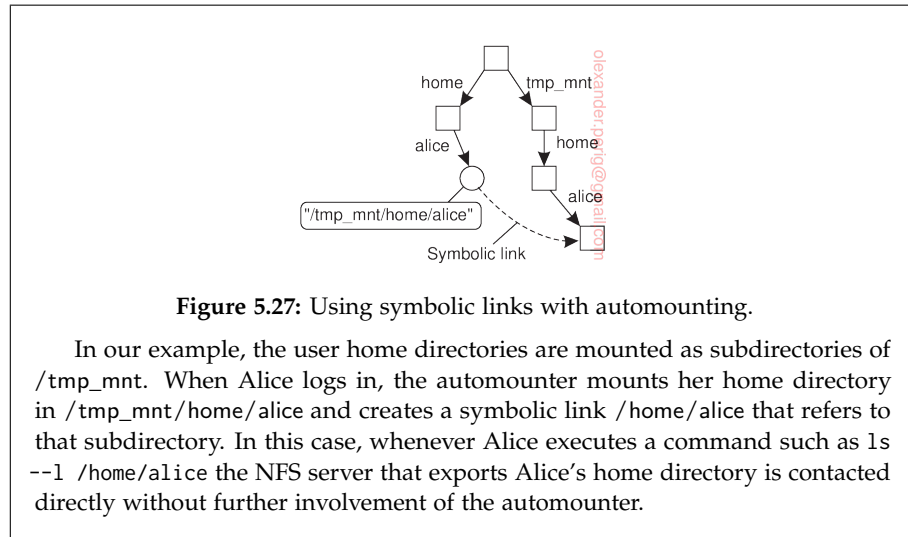 home
tmp_mnt
alice
home
alice
"/tmp_mnt/home/alice"
Symbolic link
olexander.parig@gmail.com
Figure 5.27: Using symbolic links with automounting.
In our example, the user home directories are mounted as subdirectories of
/tmp_mnt. When Alice logs in, the automounter mounts her home directory
in /tmp_mnt/home/alice and creates a symbolic link /home/alice that refers to
that subdirectory. In this case, whenever Alice executes a command such as ls
--l /home/alice the NFS server that exports Alice's home directory is contacted
directly without further involvement of the automounter.